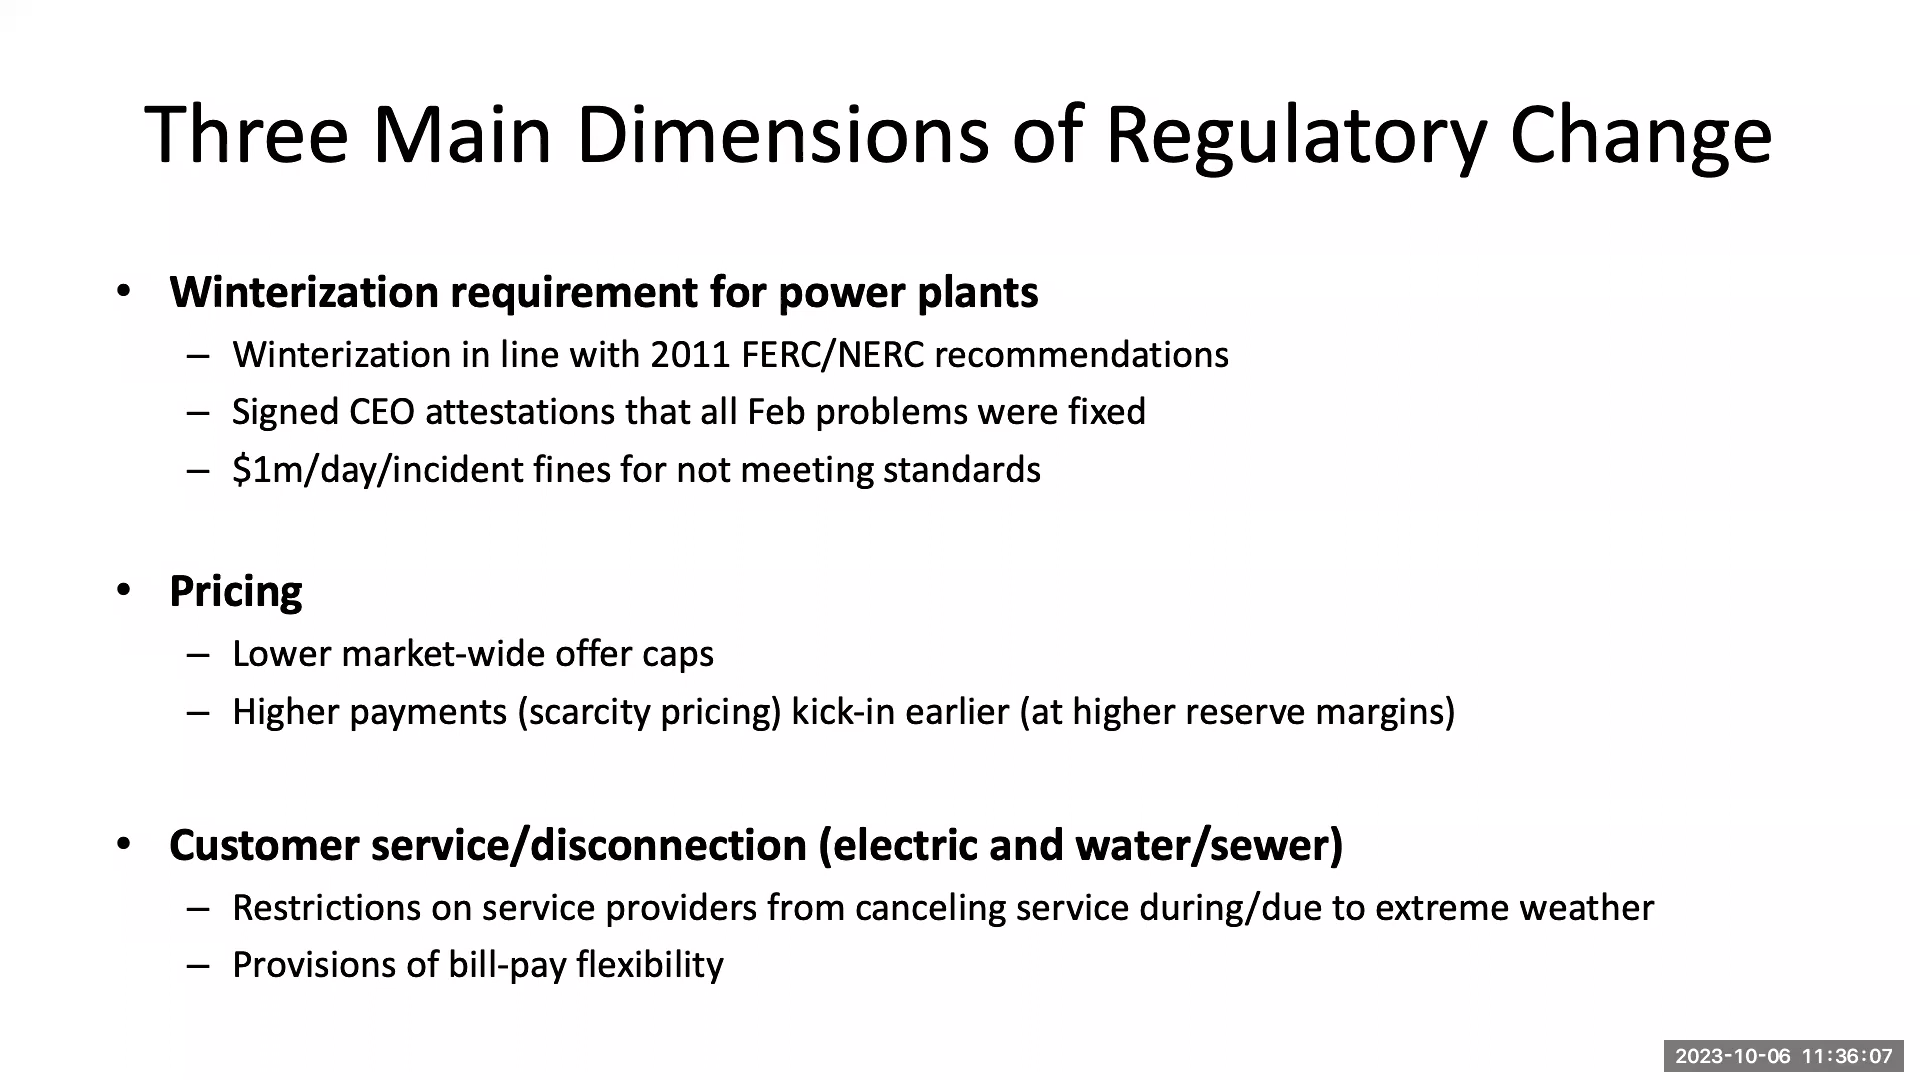 Three Main Dimensions of Regulatory Change
• Winterization requirement for power plants
– Winterization in line with 2011 FERC/NERC recommendations
– Signed CEO attestations that all Feb problems were fixed
– $1m/day/incident fines for not meeting standards
• Pricing
– Lower market-wide offer caps
– Higher payments (scarcity pricing) kick-in earlier (at higher reserve margins)
• Customer service/disconnection (electric and water/sewer)
– Restrictions on service providers from canceling service during/due to extreme weather
– Provisions of bill-pay flexibility
2023-10-06 11:36:07